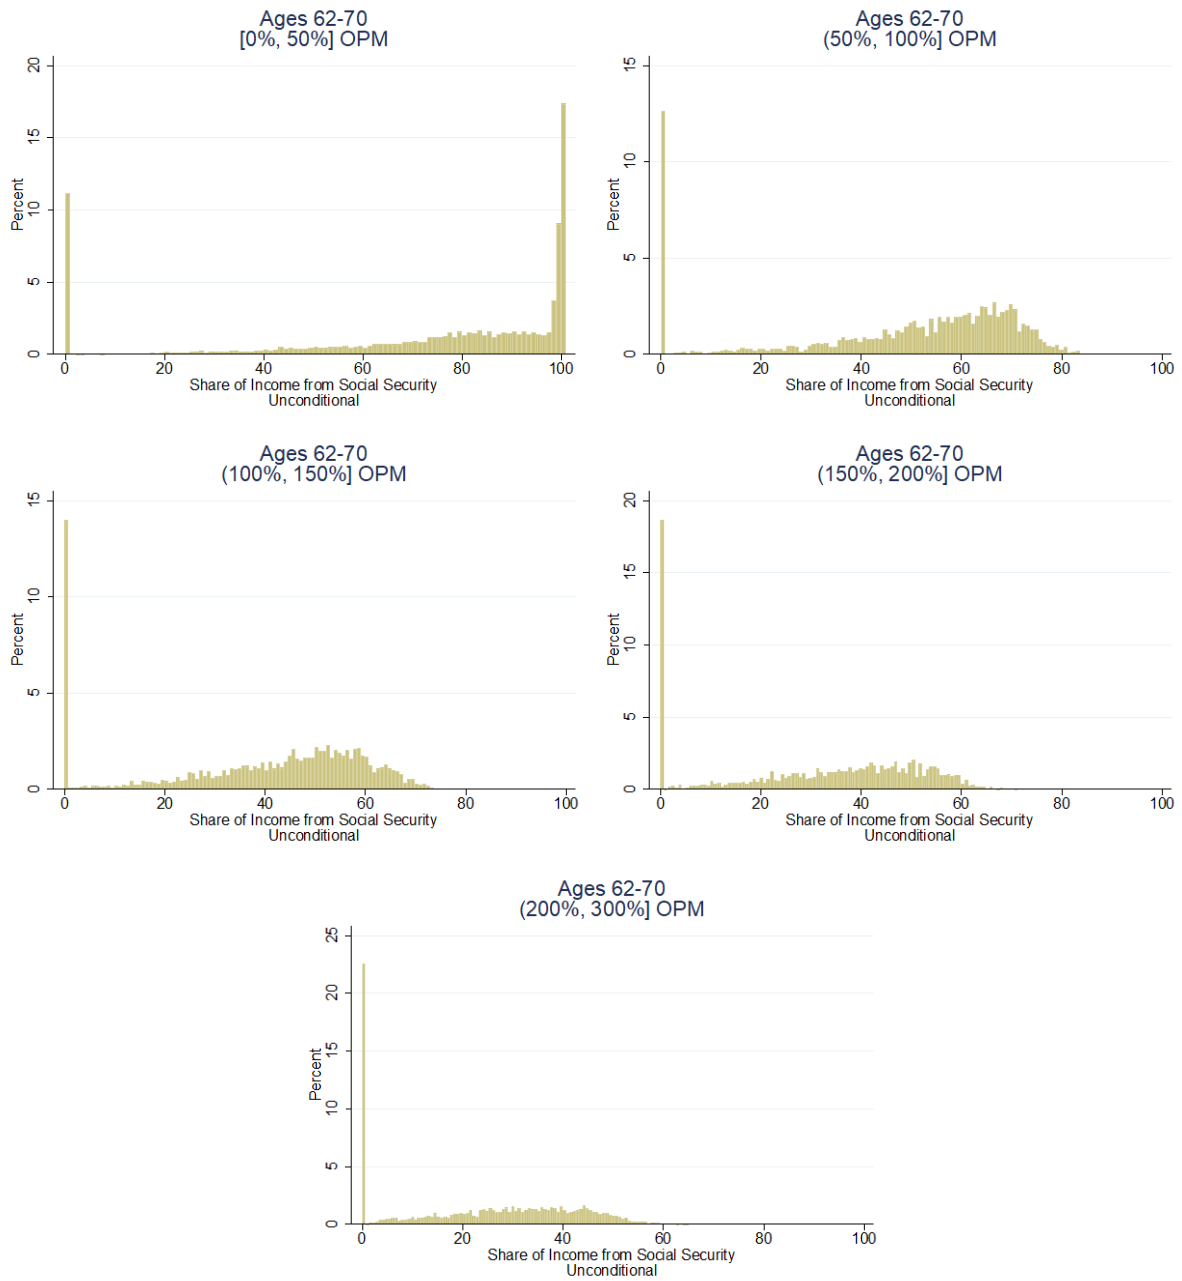 Ages 62-70
[0%, 50%] OPM
Percent
20
15
10
5
0
0 20 40 60 80 100
Share of Income from Social Security
Unconditional
Ages 62-70
(50%, 100%] OPM
Percent
15
10
5
0
0 20 40 60 80 100
Share of Income from Social Security
Unconditional
Ages 62-70
(100%, 150%] OPM
Percent
15
10
5
0
0 20 40 60 80 100
Share of Income from Social Security
Unconditional
Ages 62-70
(150%, 200%] OPM
Percent
20
15
10
5
0
0 20 40 60 80 100
Share of Income from Social Security
Unconditional
Ages 62-70
(200%, 300%] OPM
Percent
25
20
15
10
5
0
0 20 40 60 80 100
Share of Income from Social Security
Unconditional